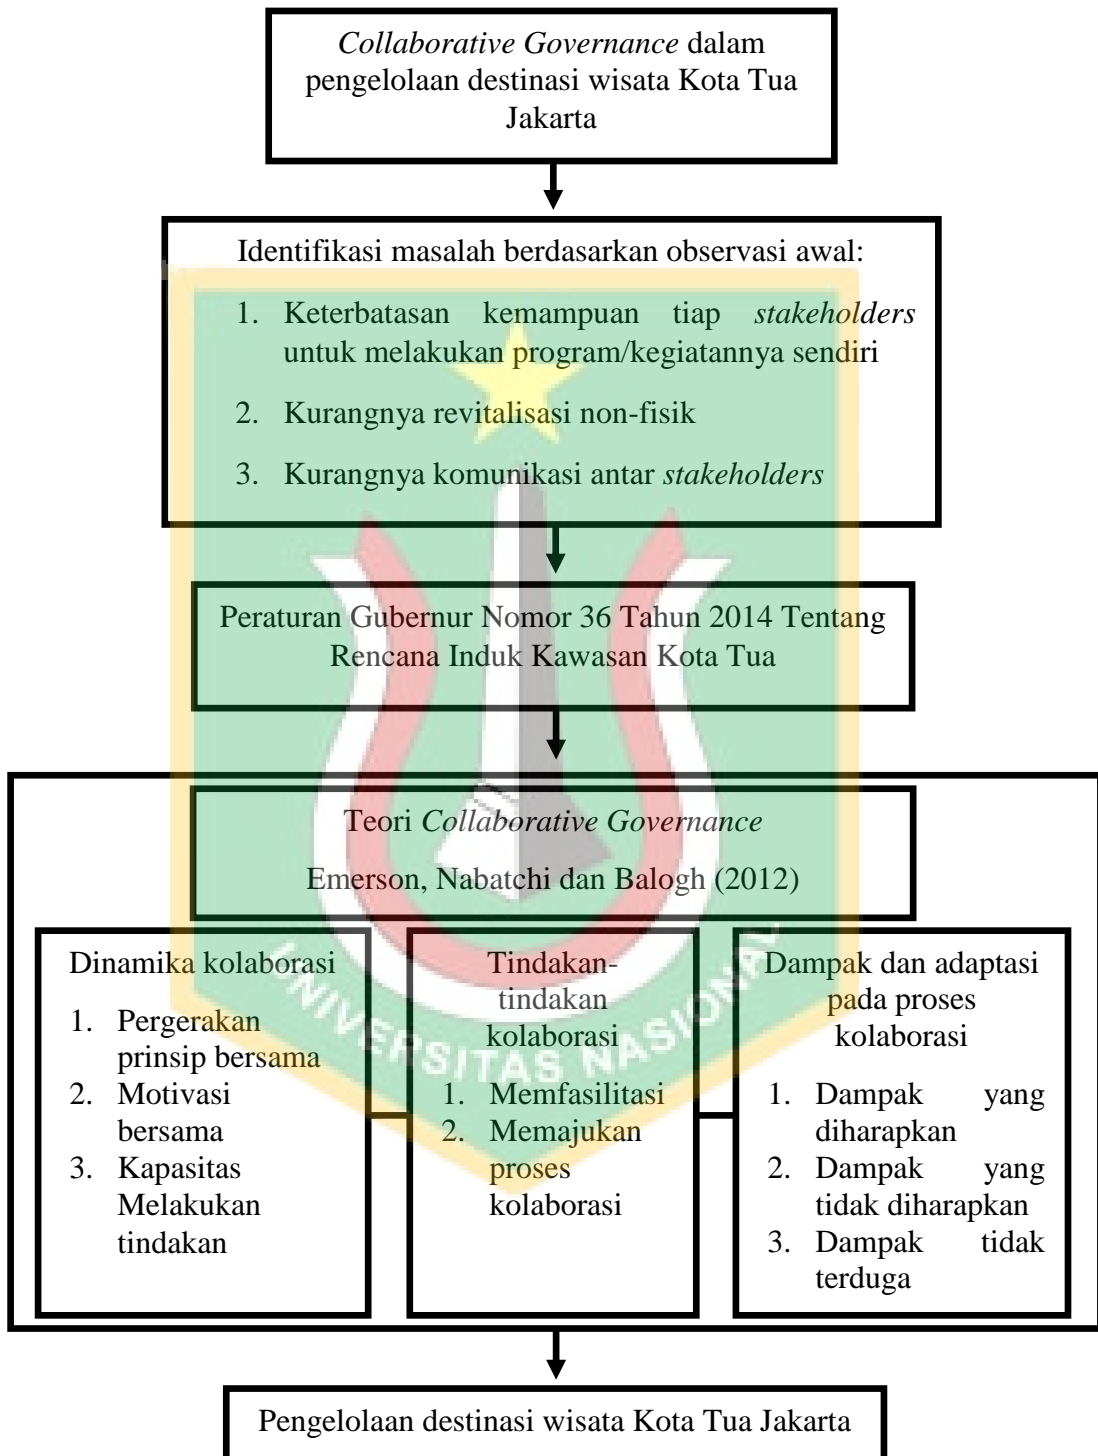 Collaborative Governance dalam
pengelolaan destinasi wisata Kota Tua
Jakarta
Identifikasi masalah berdasarkan observasi awal:
1. Keterbatasan kemampuan tiap stakeholders
untuk melakukan program/kegiatannya sendiri
2. Kurangnya revitalisasi non-fisik
3. Kurangnya komunikasi antar stakeholders
Peraturan Gubernur Nomor 36 Tahun 2014 Tentang
Rencana Induk Kawasan Kota Tua
Teori Collaborative Governance
Emerson, Nabatchi dan Balogh (2012)
Dinamika kolaborasi
1. Pergerakan
prinsip bersama
2. Motivasi
bersama
3. Kapasitas
Melakukan
tindakan
Tindakan-
tindakan
kolaborasi
1. Memfasilitasi
2. Memajukan
proses
kolaborasi
Dampak dan adaptasi
pada proses
kolaborasi
1. Dampak yang
diharapkan
2. Dampak yang
tidak diharapkan
3. Dampak tidak
terduga
UNIVERSITAS NASIONAL
Pengelolaan destinasi wisata Kota Tua Jakarta